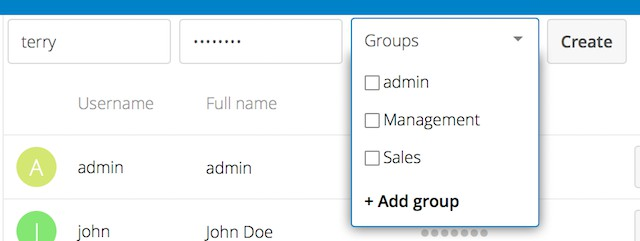 terry •••••••• Groups Create
admin
Username Full name
Management
A admin admin
Sales
+ Add group
J john John Doe ●●●●●●●